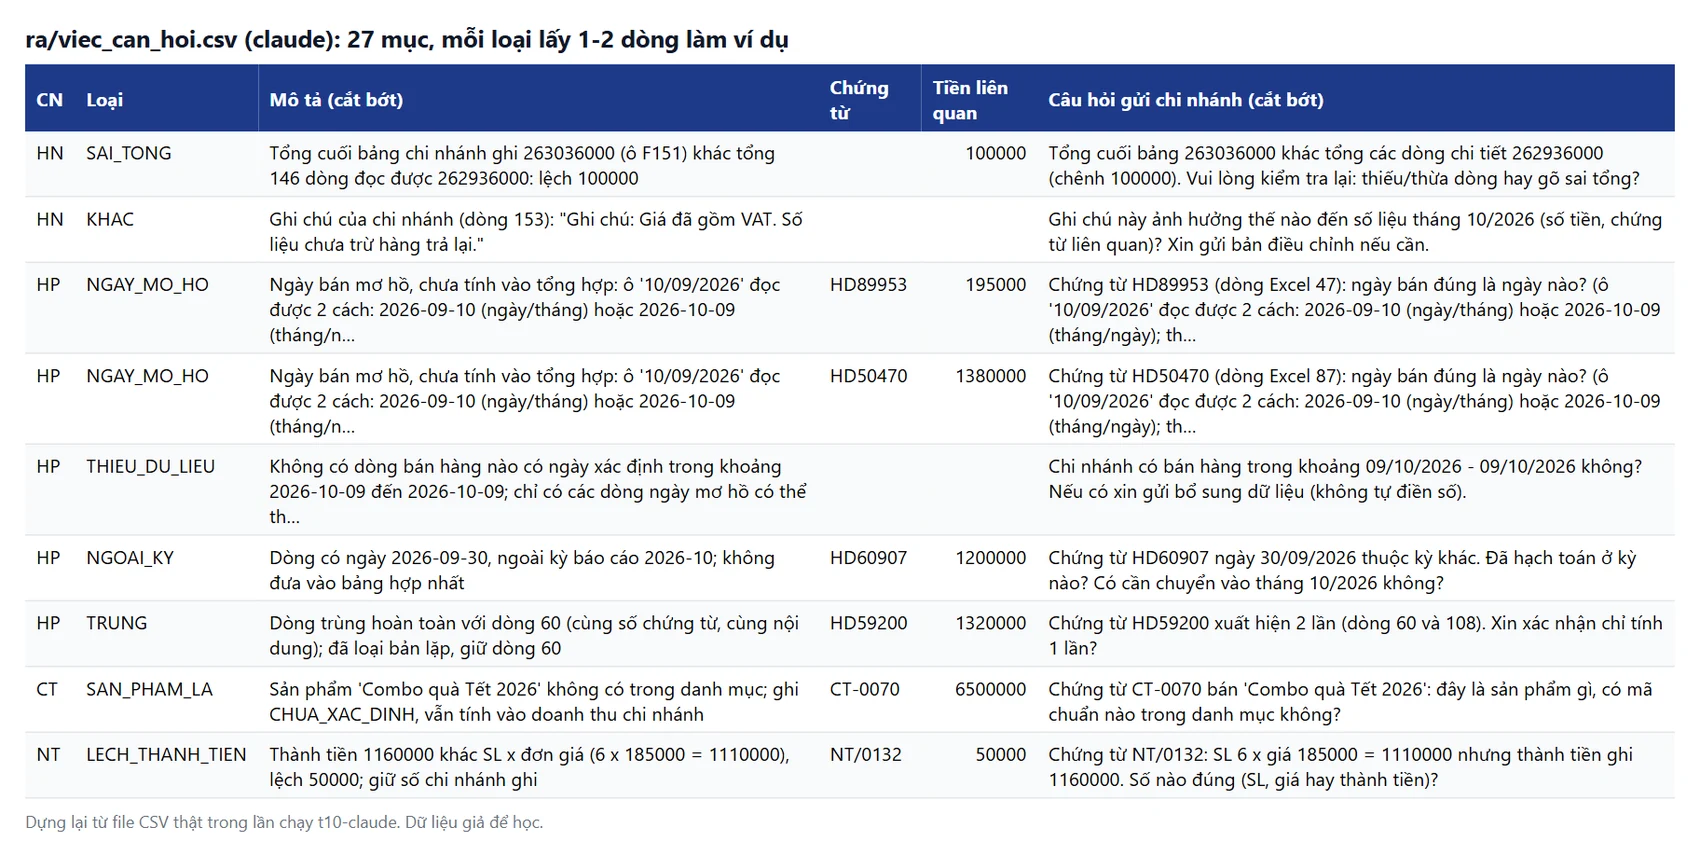 ra/viec_can_hoi.csv (claude): 27 mục, mỗi loại lấy 1-2 dòng làm ví dụ
CN Loại Mô tả (cắt bớt) Chứng từ Tiền liên quan Câu hỏi gửi chi nhánh (cắt bớt)
HN SAI_TONG Tổng cuối bảng chi nhánh ghi 263036000 (ô F151) khác tổng 100000 Tổng cuối bảng 263036000 khác tổng các dòng chi tiết 262936000
146 dòng đọc được 262936000: lệch 100000 (chênh 100000). Vui lòng kiểm tra lại: thiếu/thừa dòng hay gõ sai tổng?
HN KHAC Ghi chú của chi nhánh (dòng 153): "Ghi chú: Giá đã gồm VAT. Số Ghi chú này ảnh hưởng thế nào đến số liệu tháng 10/2026 (số tiền, chứng
liệu chưa trừ hàng trả lại." từ liên quan)? Xin gửi bản điều chỉnh nếu cần.
HP NGAY_MO_HO Ngày bán mơ hồ, chưa tính vào tổng hợp: ô '10/09/2026' đọc HD89953 195000 Chứng từ HD89953 (dòng Excel 47): ngày bán đúng là ngày nào? (ô
được 2 cách: 2026-09-10 (ngày/tháng) hoặc 2026-10-09 '10/09/2026' đọc được 2 cách: 2026-09-10 (ngày/tháng) hoặc 2026-10-09
(tháng/n... (tháng/ngày); th...
HP NGAY_MO_HO Ngày bán mơ hồ, chưa tính vào tổng hợp: ô '10/09/2026' đọc HD50470 1380000 Chứng từ HD50470 (dòng Excel 87): ngày bán đúng là ngày nào? (ô
được 2 cách: 2026-09-10 (ngày/tháng) hoặc 2026-10-09 '10/09/2026' đọc được 2 cách: 2026-09-10 (ngày/tháng) hoặc 2026-10-09
(tháng/n... (tháng/ngày); th...
HP THIEU_DU_LIEU Không có dòng bán hàng nào có ngày xác định trong khoảng Chi nhánh có bán hàng trong khoảng 09/10/2026 - 09/10/2026 không?
2026-10-09 đến 2026-10-09; chỉ có các dòng ngày mơ hồ có thể Nếu có xin gửi bổ sung dữ liệu (không tự điền số).
th...
HP NGOAI_KY Dòng có ngày 2026-09-30, ngoài kỳ báo cáo 2026-10; không HD60907 1200000 Chứng từ HD60907 ngày 30/09/2026 thuộc kỳ khác. Đã hạch toán ở kỳ
đưa vào bảng hợp nhất nào? Có cần chuyển vào tháng 10/2026 không?
HP TRUNG Dòng trùng hoàn toàn với dòng 60 (cùng số chứng từ, cùng nội HD59200 1320000 Chứng từ HD59200 xuất hiện 2 lần (dòng 60 và 108). Xin xác nhận chỉ tính
dung); đã loại bản lặp, giữ dòng 60 1 lần?
CT SAN_PHAM_LA Sản phẩm 'Combo quà Tết 2026' không có trong danh mục; ghi CT-0070 6500000 Chứng từ CT-0070 bán 'Combo quà Tết 2026': đây là sản phẩm gì, có mã
CHUA_XAC_DINH, vẫn tính vào doanh thu chi nhánh chuẩn nào trong danh mục không?
NT LECH_THANH_TIEN Thành tiền 1160000 khác SL x đơn giá (6 x 185000 = 1110000), NT/0132 50000 Chứng từ NT/0132: SL 6 x giá 185000 = 1110000 nhưng thành tiền ghi
lệch 50000; giữ số chi nhánh ghi 1160000. Số nào đúng (SL, giá hay thành tiền)?
Dựng lại từ file CSV thật trong lần chạy t10-claude. Dữ liệu giả để học.